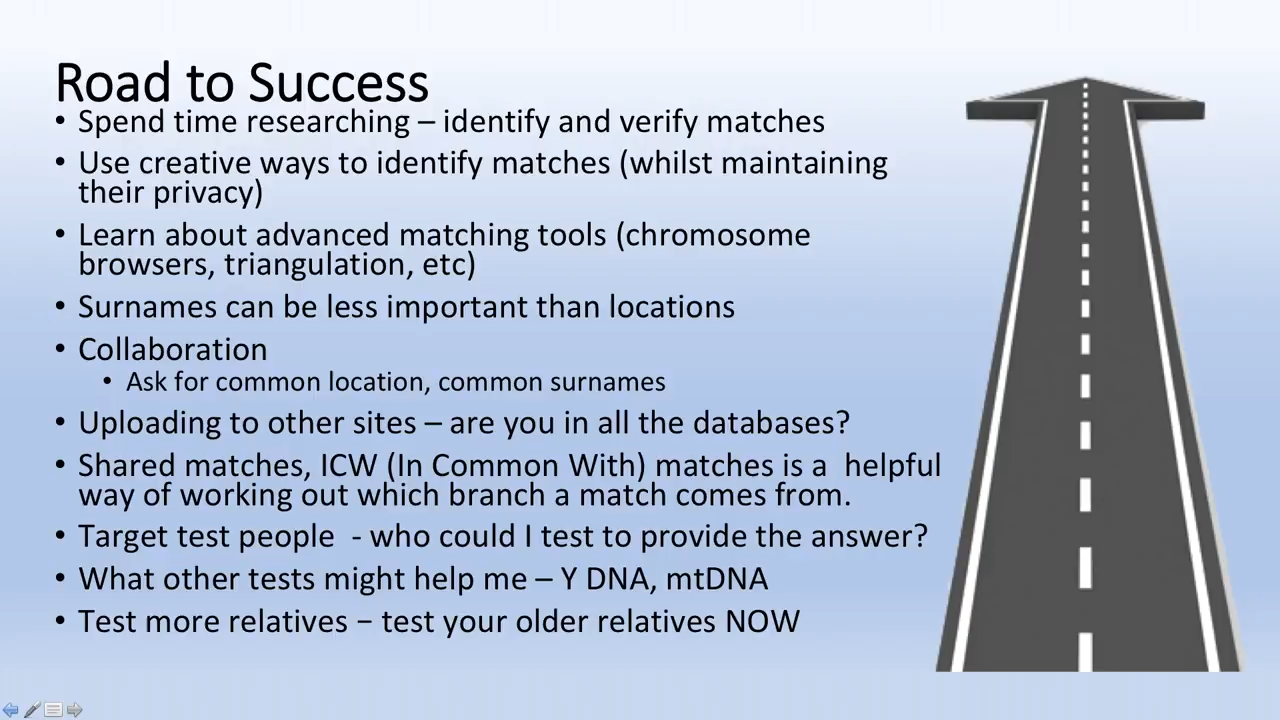 Road to Success
• Spend time researching – identify and verify matches
• Use creative ways to identify matches (whilst maintaining
their privacy)
• Learn about advanced matching tools (chromosome
browsers, triangulation, etc)
• Surnames can be less important than locations
• Collaboration
• Ask for common location, common surnames
• Uploading to other sites – are you in all the databases?
• Shared matches, ICW (In Common With) matches is a  helpful
way of working out which branch a match comes from.
• Target test people  - who could I test to provide the answer?
• What other tests might help me – Y DNA, mtDNA
• Test more relatives – test your older relatives NOW